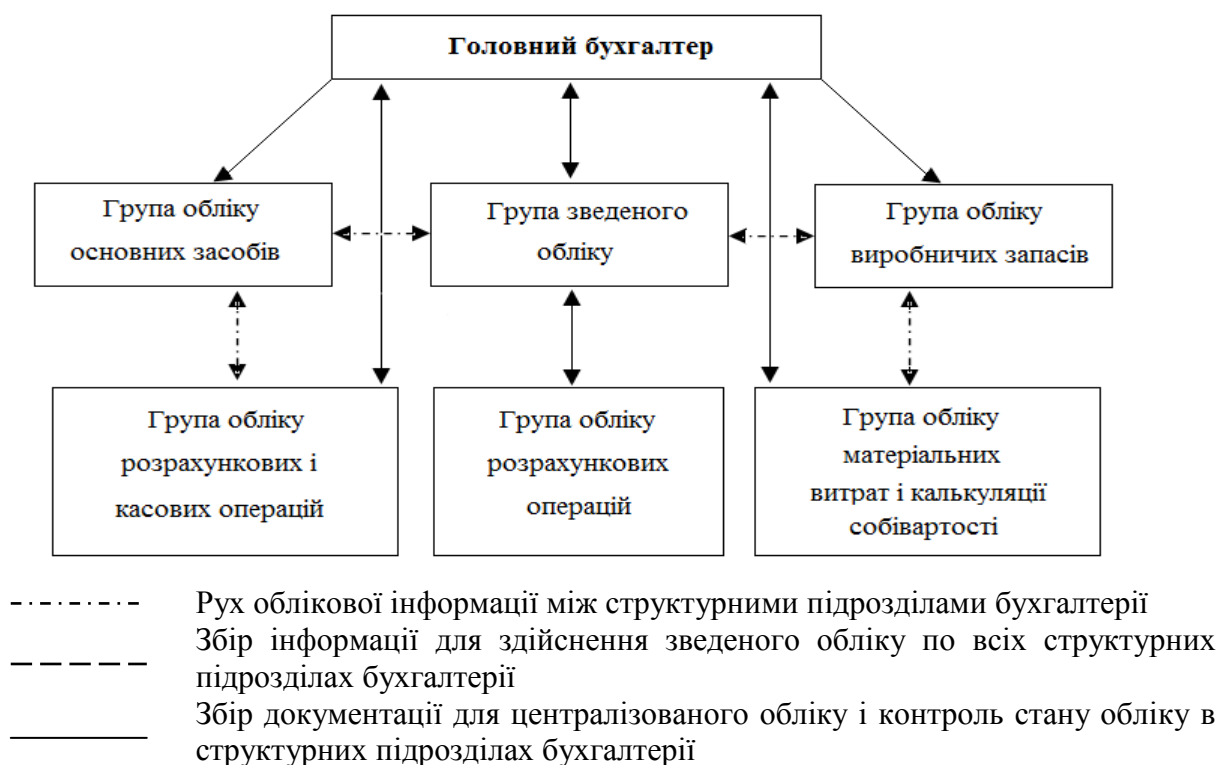 Головний бухгалтер
Група обліку
основних засобів
Група зведеного
обліку
Група обліку
виробничих запасів
Група обліку
розрахункових і
касових операцій
Група обліку
розрахункових
операцій
Група обліку
матеріальних
витрат і калькуляції
собівартості
Рух облікової інформації між структурними підрозділами бухгалтерії
Збір інформації для здійснення зведеного обліку по всіх структурних
підрозділах бухгалтерії
Збір документації для централізованого обліку і контроль стану обліку в
структурних підрозділах бухгалтерії